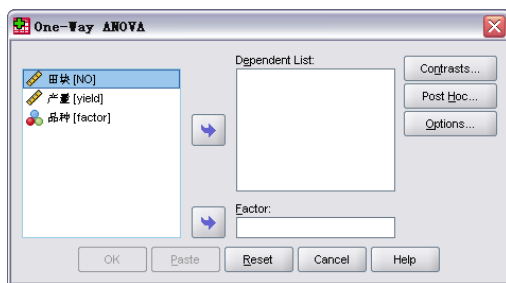 One-Way ANOVA
田块 [NO]
产量 [yield]
品种 [factor]
Dependent List:
Factor:
Contrasts...
Post Hoc...
Options...
OK Paste Reset Cancel Help